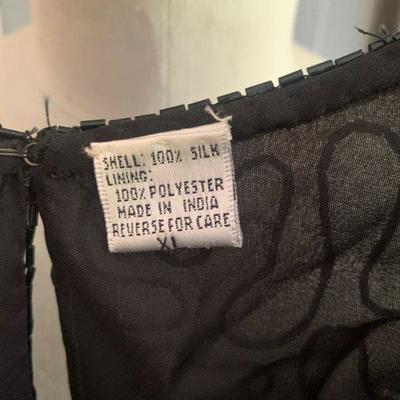 SHELL: 100% SILK
LINING:
100% POLYESTER
MADE IN INDIA
REVERSE FOR CARE
XL